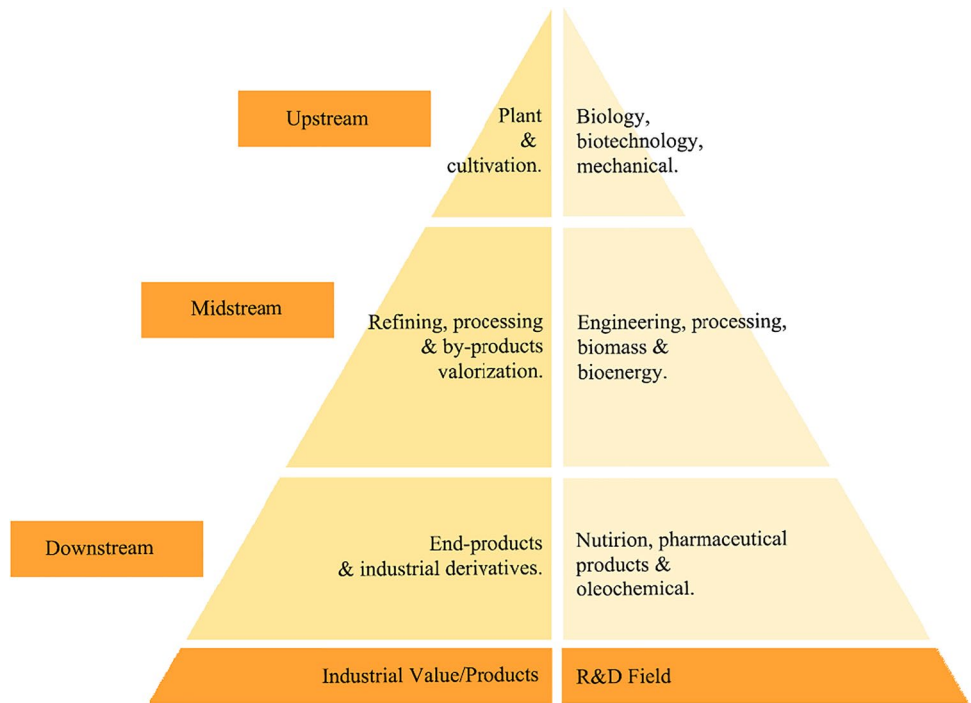 Upstream
Plant
&
cultivation.
Biology,
biotechnology,
mechanical.
Midstream
Refining, processing
& by-products
valorization.
Engineering, processing,
biomass &
bioenergy.
Downstream
End-products
& industrial derivatives.
Nutirion, pharmaceutical
products &
oleochemical.
Industrial Value/Products
R&D Field